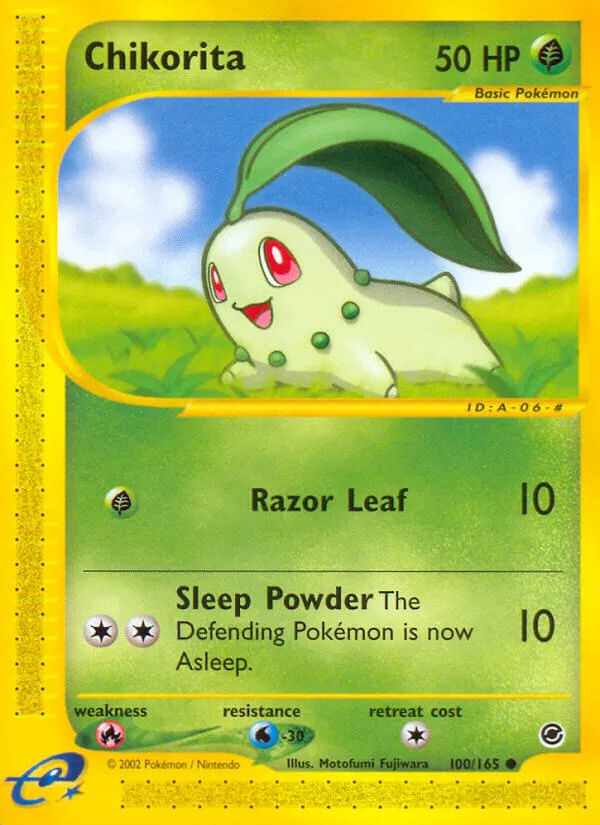 Chikorita 50 HP
Basic Pokémon
ID:A-06-#
Razor Leaf 10
Sleep Powder The
Defending Pokémon is now 10
Asleep.
weakness resistance retreat cost
-30
© 2002 Pokémon / Nintendo Illus. Motofumi Fujiwara 100/165
e